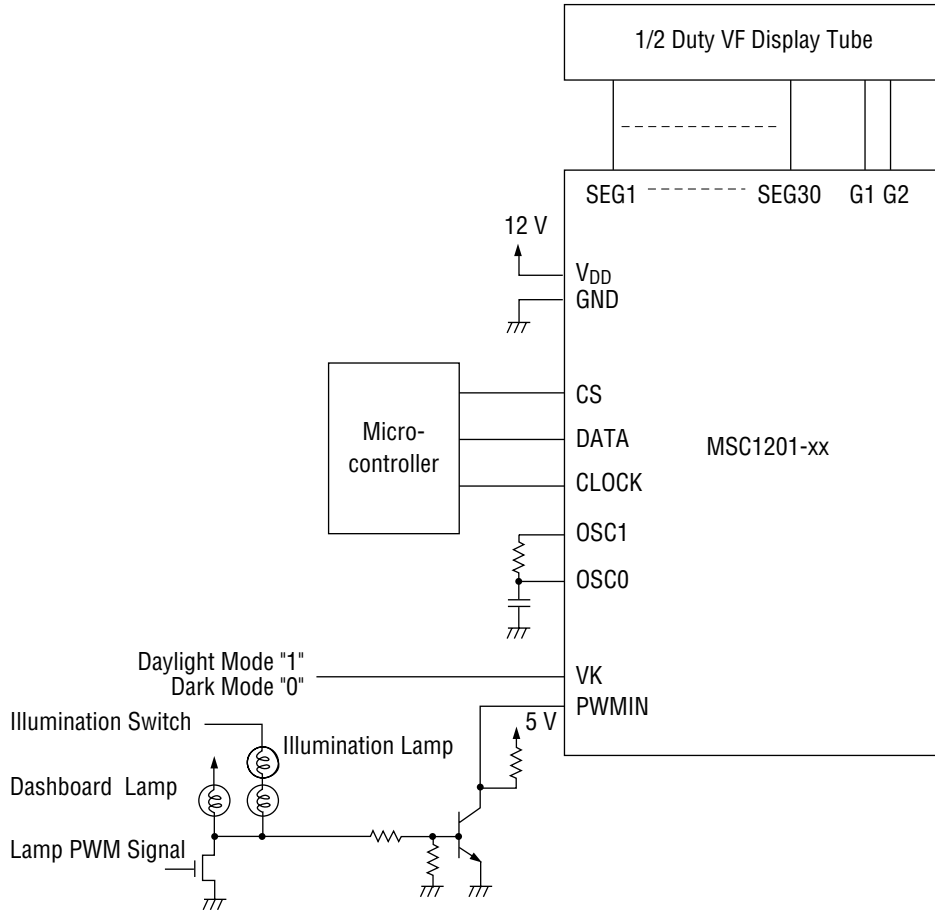 1/2 Duty VF Display Tube
SEG1
SEG30
G1 G2
12 V
VDD
GND
CS
DATA
CLOCK
Micro-
controller
MSC1201-xx
OSC1
OSC0
Daylight Mode "1"
Dark Mode "0"
VK
PWMIN
5 V
Illumination Switch
Illumination Lamp
Dashboard Lamp
Lamp PWM Signal